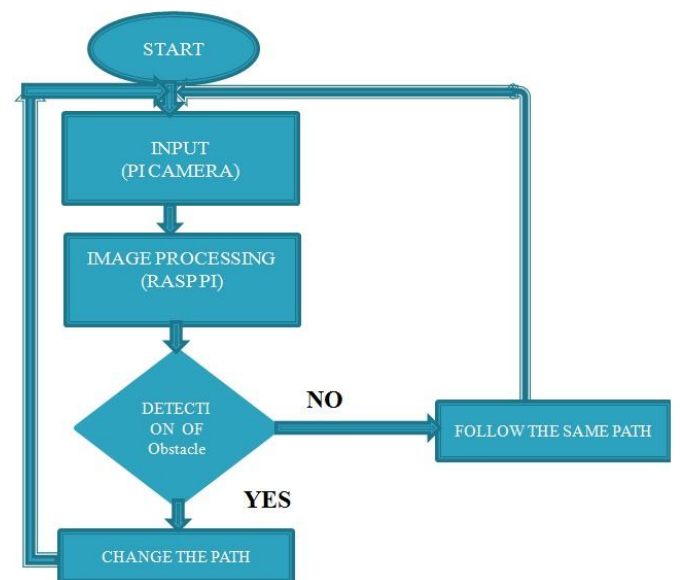 START
INPUT
(PI CAMERA)
IMAGE PROCESSING
(RASP PI)
DETECTI
ON OF
Obstacle
NO
FOLLOW THE SAME PATH
YES
CHANGE THE PATH